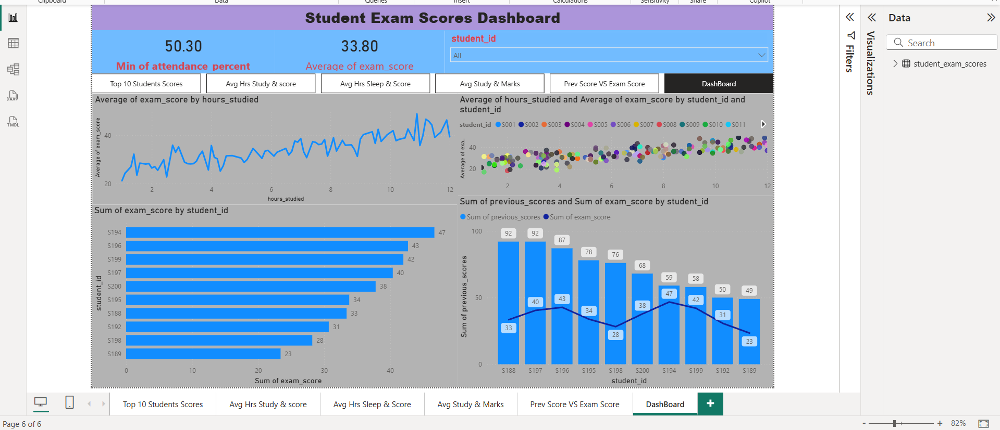 Clipboard
Data
Queries
Insert
Calculations
Sensitivity
Share
Copilot
Student Exam Scores Dashboard
50.30
Min of attendance_percent
33.80
Average of exam_score
student_id
All
Top 10 Students Scores
Avg Hrs Study & score
Avg Hrs Sleep & Score
Avg Study & Marks
Prev Score VS Exam Score
DashBoard
Average of exam_score by hours_studied
Average of exam_score
40
20
2
4
6
8
10
12
hours_studied
Average of hours_studied and Average of exam_score by student_id and
student_id
student_id S001 S002 S003 S004 S005 S006 S007 S008 S009 S010 S011
Average of exa...
40
20
2
4
6
8
10
12
Sum of exam_score by student_id
student_id
S194 47
S196 43
S199 42
S197 40
S200 38
S195 34
S188 33
S192 31
S198 28
S189 23
0
10
20
30
40
Sum of exam_score
Sum of previous_scores and Sum of exam_score by student_id
Sum of previous_scores Sum of exam_score
Sum of previous_scores
100
50
0
92
92
87
78
76
68
59
58
50
49
33
40
43
34
28
38
47
42
31
23
S188
S197
S196
S195
S198
S200
S194
S199
S192
S189
student_id
Filters
Visualizations
Data
Search
student_exam_scores
DAX
TMDL
Top 10 Students Scores
Avg Hrs Study & score
Avg Hrs Sleep & Score
Avg Study & Marks
Prev Score VS Exam Score
DashBoard
+
Page 6 of 6
- + 82%